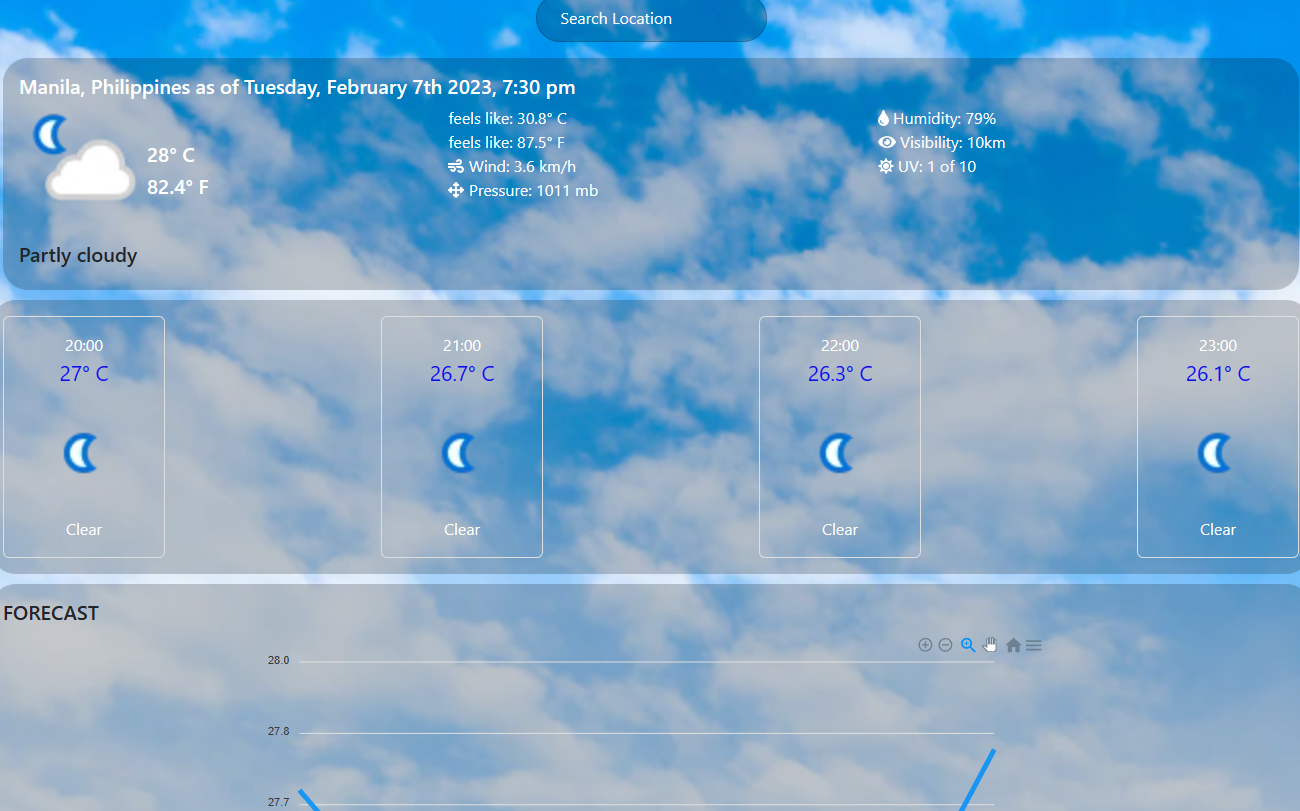 Search Location
Manila, Philippines as of Tuesday, February 7th 2023, 7:30 pm
28° C
82.4° F
Partly cloudy
feels like: 30.8° C
feels like: 87.5° F
Wind: 3.6 km/h
Pressure: 1011 mb
Humidity: 79%
Visibility: 10km
UV: 1 of 10
20:00
27° C
Clear
21:00
26.7° C
Clear
22:00
26.3° C
Clear
23:00
26.1° C
Clear
FORECAST
28.0
27.8
27.7